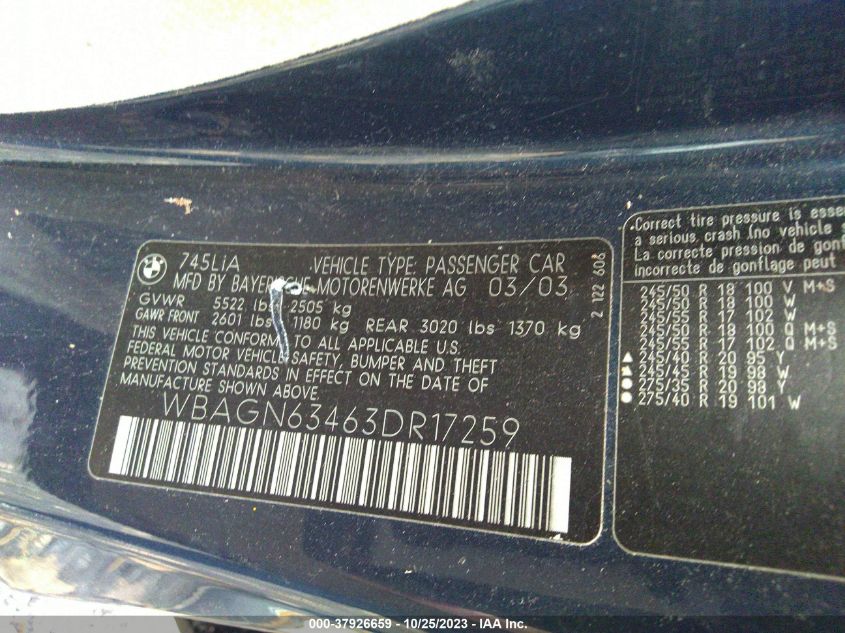 BMW
745LiA VEHICLE TYPE: PASSENGER CAR
MFD BY BAYERISCHE MOTORENWERKE AG 03/03
GVWR 5522 lbs 2505 kg
GAWR FRONT 2601 lbs 1180 kg REAR 3020 lbs 1370 kg
THIS VEHICLE CONFORMS TO ALL APPLICABLE U.S.
FEDERAL MOTOR VEHICLE SAFETY, BUMPER AND THEFT
PREVENTION STANDARDS IN EFFECT ON THE DATE OF
MANUFACTURE SHOWN ABOVE.
WBAGN63463DR17259
2 122 606
Correct tire pressure is esse
a serious crash (no vehicle
La correcte pression de gonf
incorrecte de gonflage peut
245/50 R 18 100 V M+S
245/50 R 18 100 W
245/55 R 17 102 W
245/50 R 18 100 Q M+S
245/55 R 17 102 Q M+S
245/40 R 20 95 Y
245/45 R 19 98 W
275/35 R 20 98 Y
275/40 R 19 101 W
000-37926659 - 10/25/2023 - IAA Inc.